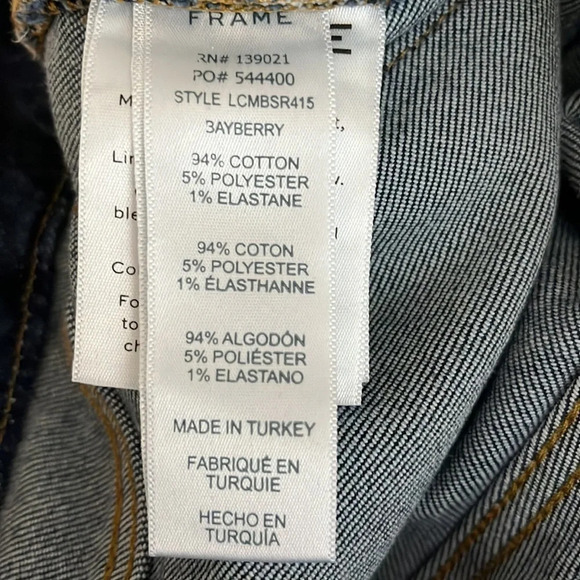 FRAME
RN# 139021
PO# 544400
STYLE LCMBSR415
BAYBERRY
94% COTTON
5% POLYESTER
1% ELASTANE
94% COTON
5% POLYESTER
1% ÉLASTHANNE
94% ALGODÓN
5% POLIÉSTER
1% ELASTANO
MADE IN TURKEY
FABRIQUÉ EN
TURQUIE
HECHO EN
TURQUÍA